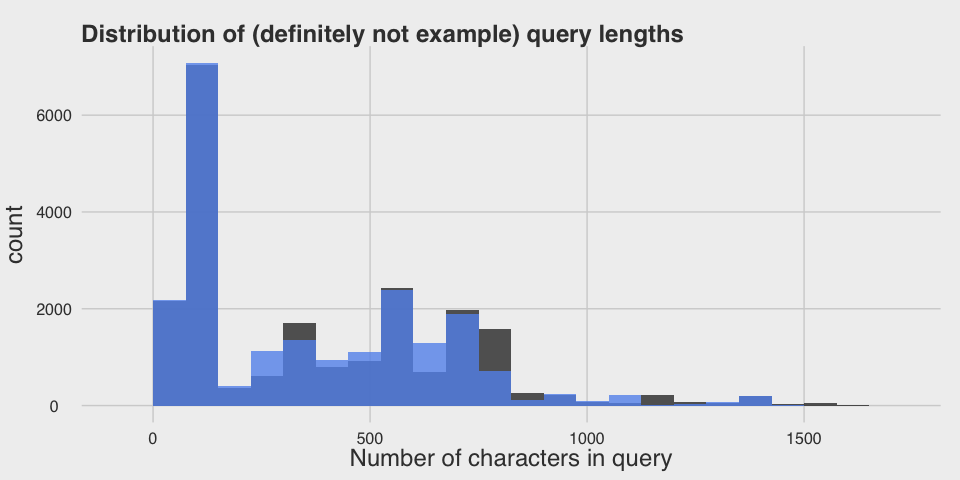 Distribution of (definitely not example) query lengths
6000
4000
2000
0
count
0 500 1000 1500
Number of characters in query